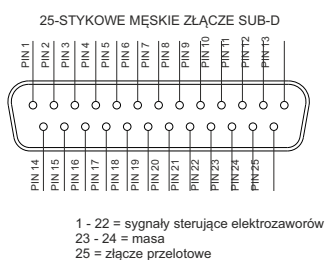 25-STYKOWE MĘSKIE ZŁĄCZE SUB-D
PIN 1
PIN 2
PIN 3
PIN 4
PIN 5
PIN 6
PIN 7
PIN 8
PIN 9
PIN 10
PIN 11
PIN 12
PIN 13
PIN 14
PIN 15
PIN 16
PIN 17
PIN 18
PIN 19
PIN 20
PIN 21
PIN 22
PIN 23
PIN 24
PIN 25
1 - 22 = sygnały sterujące elektrozaworów
23 - 24 = masa
25 = złącze przelotowe